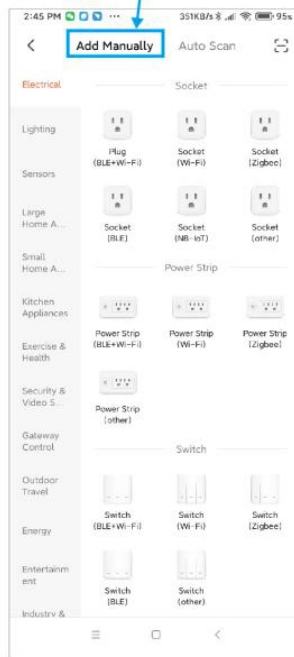 2:45 PM ··· 351KB/s 95%
Add Manually Auto Scan
Electrical
Lighting
Sensors
Large
Home A...
Small
Home A...
Kitchen
Appliances
Exercise &
Health
Security &
Video S...
Gateway
Control
Outdoor
Travel
Energy
Entertainm
ent
Industry &
Socket
Plug
(BLE+Wi-Fi)
Socket
(Wi-Fi)
Socket
(Zigbee)
Socket
(BLE)
Socket
(NB-IoT)
Socket
(other)
Power Strip
Power Strip
(BLE+Wi-Fi)
Power Strip
(Wi-Fi)
Power Strip
(Zigbee)
Power Strip
(other)
Switch
Switch
(BLE+Wi-Fi)
Switch
(Wi-Fi)
Switch
(Zigbee)
Switch
(BLE)
Switch
(other)